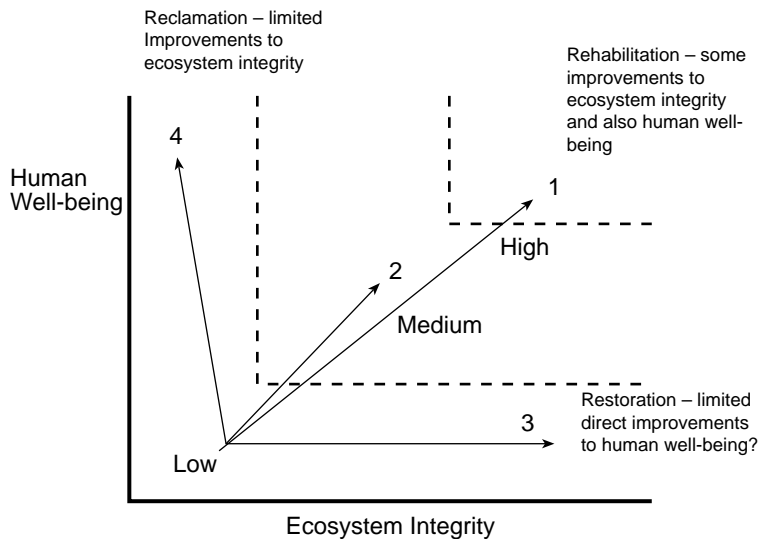 Reclamation – limited
Improvements to
ecosystem integrity
Rehabilitation – some
improvements to
ecosystem integrity
and also human well-
being
4
Human
Well-being
1
High
2
Medium
Restoration – limited
direct improvements
to human well-being?
3
Low
Ecosystem Integrity